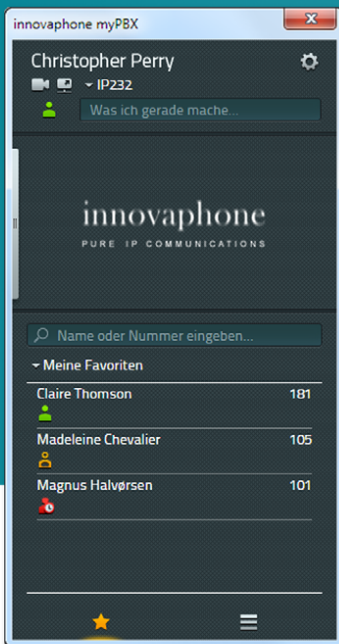 innovaphone myPBX
Christopher Perry
IP232
Was ich gerade mache...
innovaphone
PURE IP COMMUNICATIONS
Name oder Nummer eingeben...
Meine Favoriten
Claire Thomson 181
Madeleine Chevalier 105
Magnus Halvørsen 101